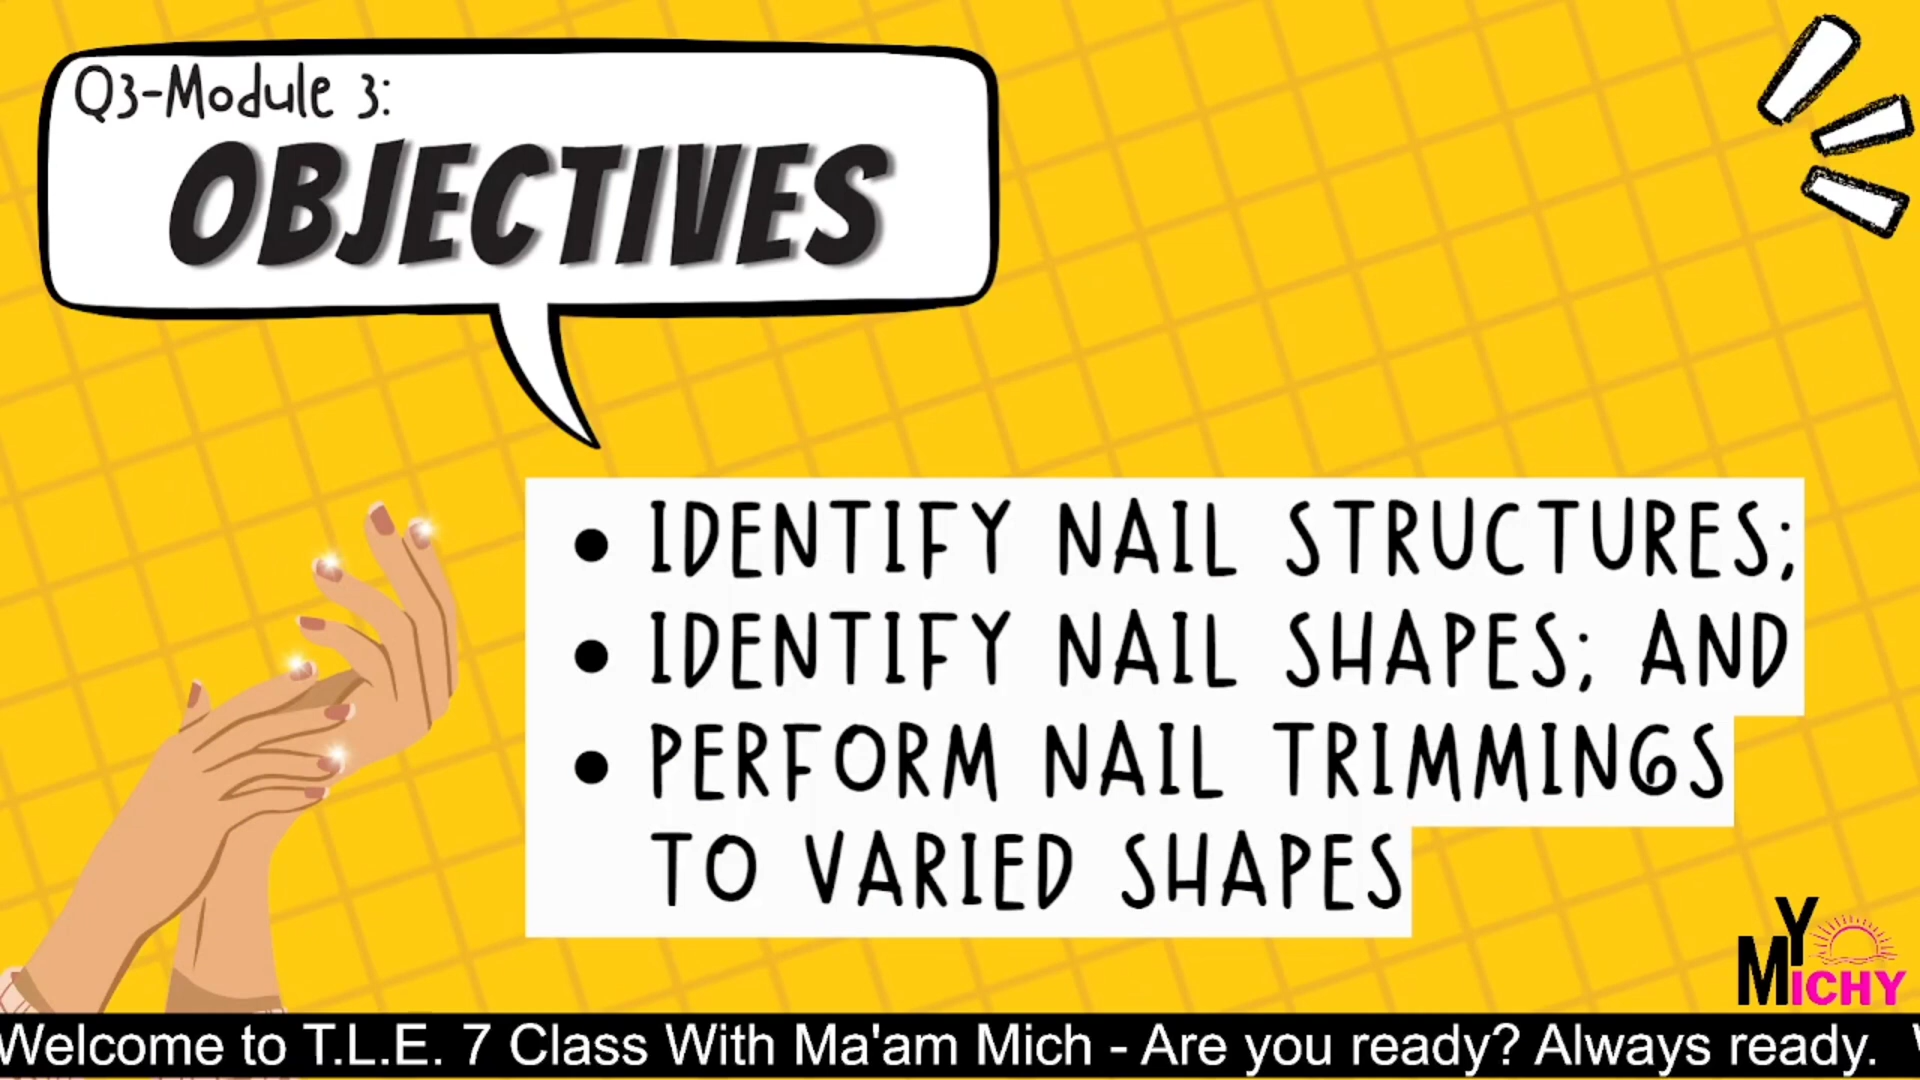 Q3-Module 3:
OBJECTIVES
• IDENTIFY NAIL STRUCTURES;
• IDENTIFY NAIL SHAPES; AND
• PERFORM NAIL TRIMMINGS
TO VARIED SHAPES
MY
MICHY
Welcome to T.L.E. 7 Class With Ma'am Mich - Are you ready? Always ready.